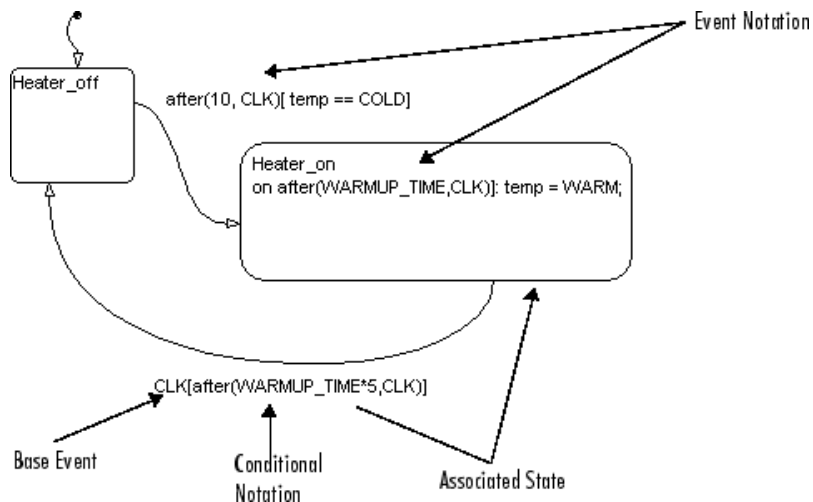 Event Notation
Heater_off
after(10, CLK)[ temp == COLD]
Heater_on
on after(WARMUP_TIME,CLK)]: temp = WARM;
CLK[after(WARMUP_TIME*5,CLK)]
Base Event
Conditional
Notation
Associated State